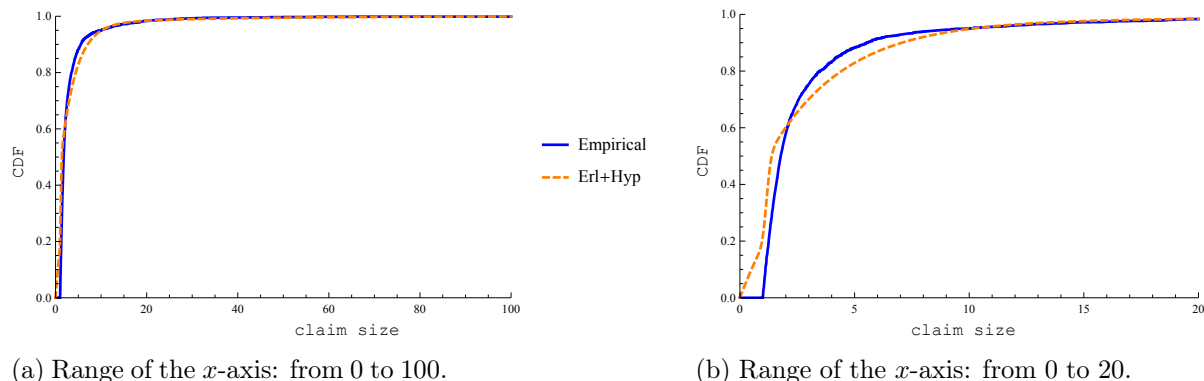 1.0
0.8
0.6
0.4
0.2
0.0
CDF
0
20
40
60
80
100
claim size
Empirical
Erl+Hyp
1.0
0.8
0.6
0.4
0.2
0.0
CDF
0
5
10
15
20
claim size
(a) Range of the x-axis: from 0 to 100.
(b) Range of the x-axis: from 0 to 20.